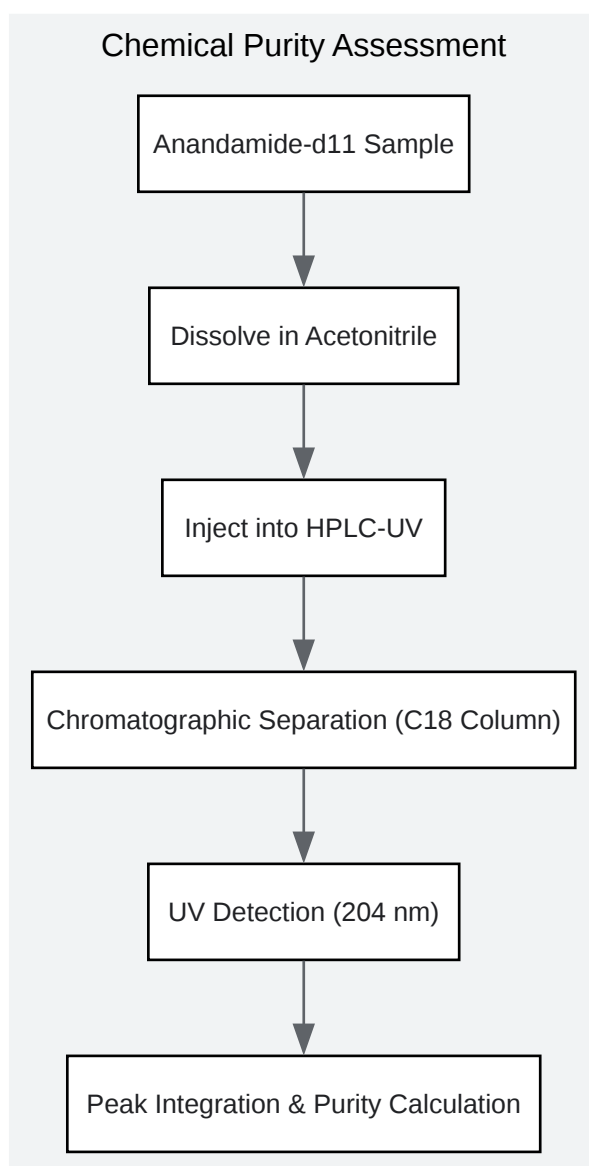 Chemical Purity Assessment
Anandamide-d11 Sample
Dissolve in Acetonitrile
Inject into HPLC-UV
Chromatographic Separation (C18 Column)
UV Detection (204 nm)
Peak Integration & Purity Calculation